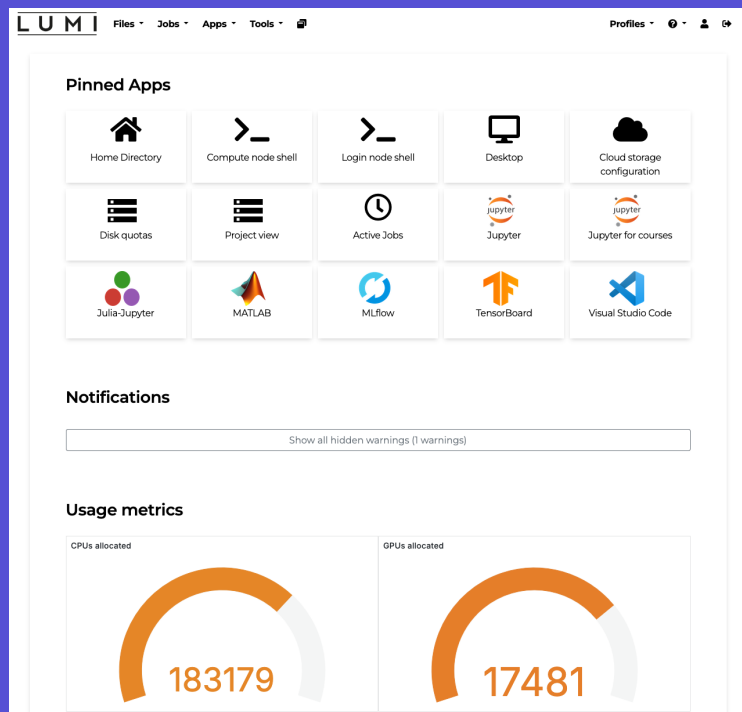 LUMI Files Jobs Apps Tools Profiles
Pinned Apps
Home Directory
Compute node shell
Login node shell
Desktop
Cloud storage
configuration
Disk quotas
Project view
Active Jobs
jupyter
Jupyter
jupyter
Jupyter for courses
Julia-Jupyter
MATLAB
MLflow
TensorBoard
Visual Studio Code
Notifications
Show all hidden warnings (1 warnings)
Usage metrics
CPUs allocated
183179
GPUs allocated
17481